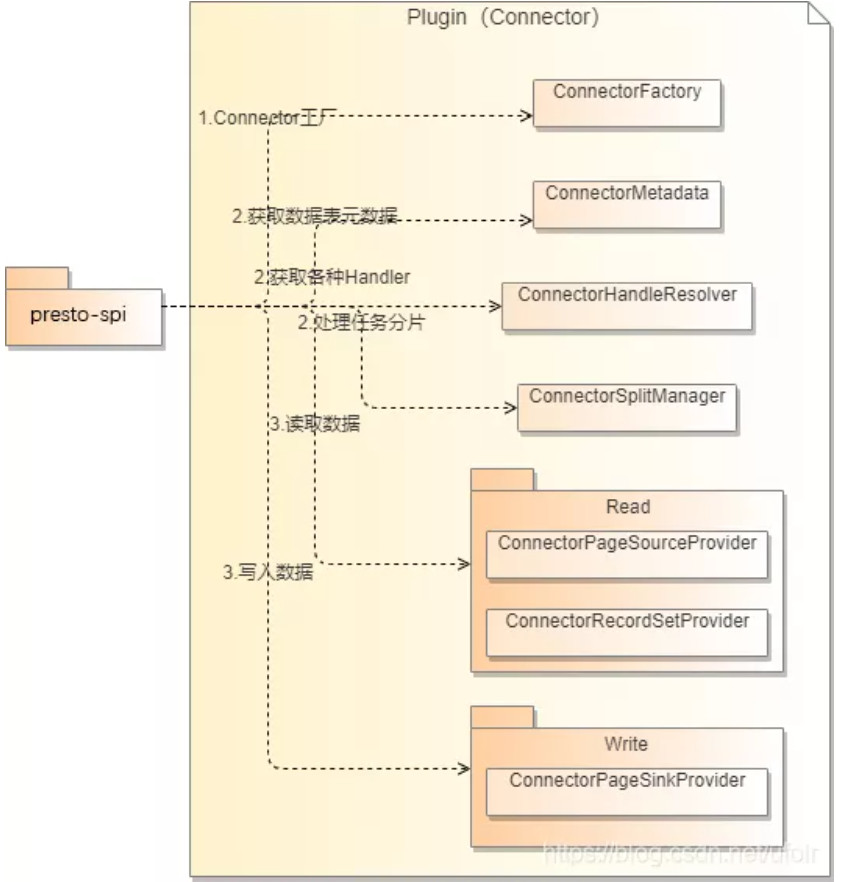 Plugin（Connector）
ConnectorFactory
1.Connector工厂
ConnectorMetadata
2.获取数据表元数据
2.获取各种Handler
ConnectorHandleResolver
presto-spi
2.处理任务分片
ConnectorSplitManager
3.读取数据
Read
ConnectorPageSourceProvider
3.写入数据
ConnectorRecordSetProvider
Write
ConnectorPageSinkProvider
https://blog.csdn.net/ufolr